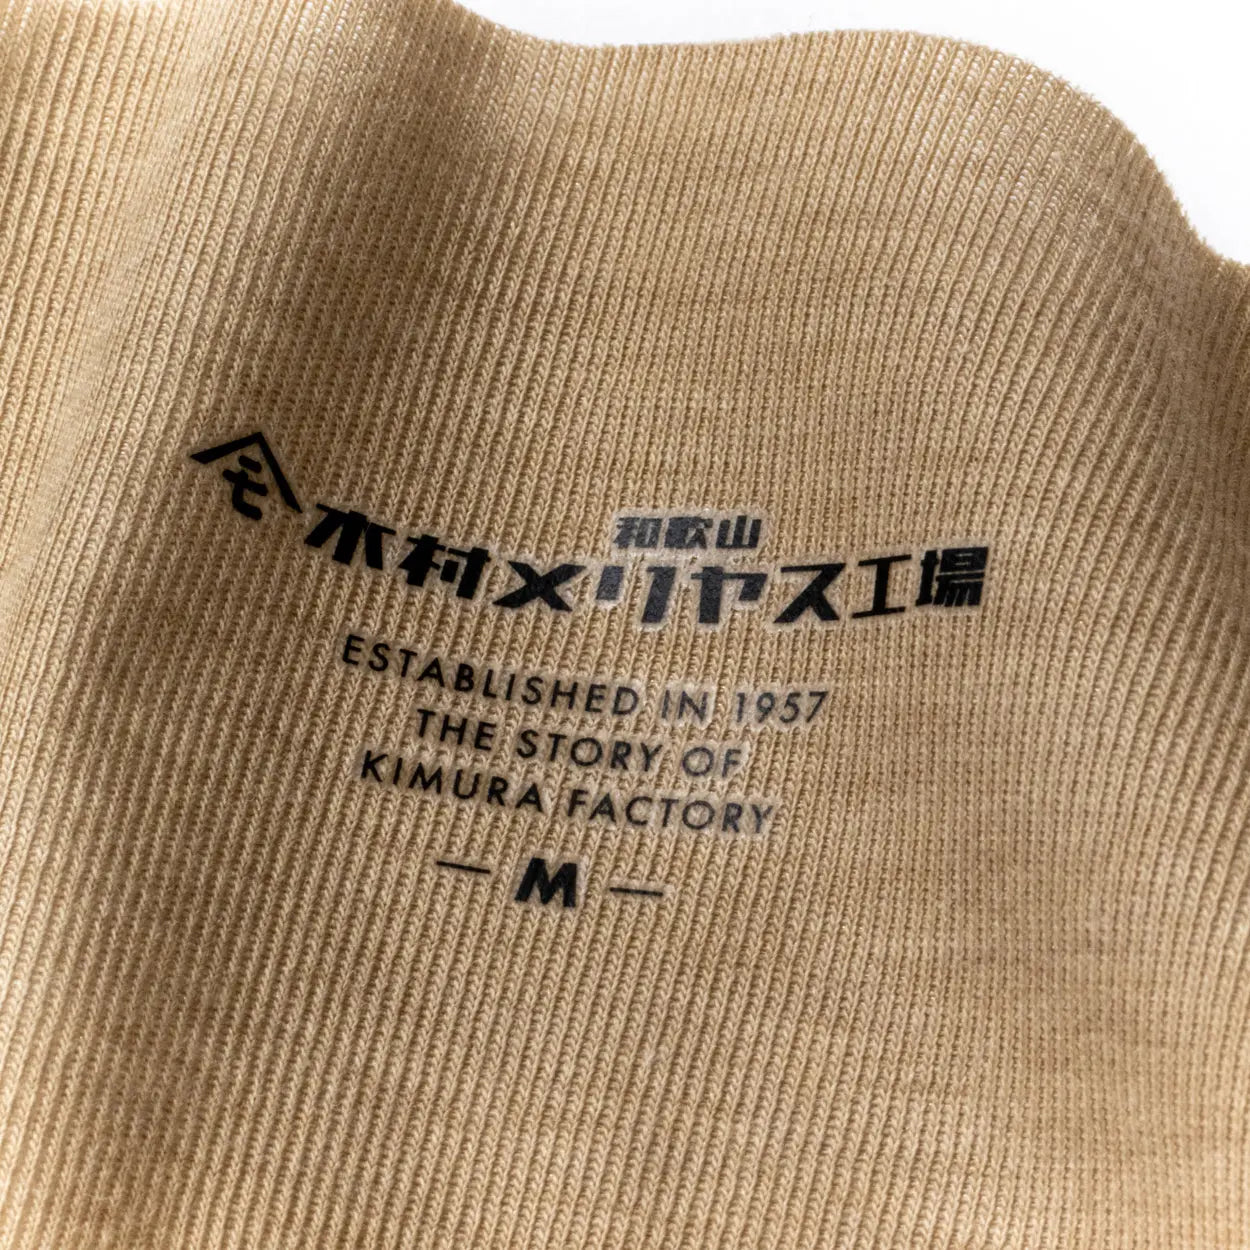 モ
和歌山
木村メリヤス工場
ESTABLISHED IN 1957
THE STORY OF
KIMURA FACTORY
— M —